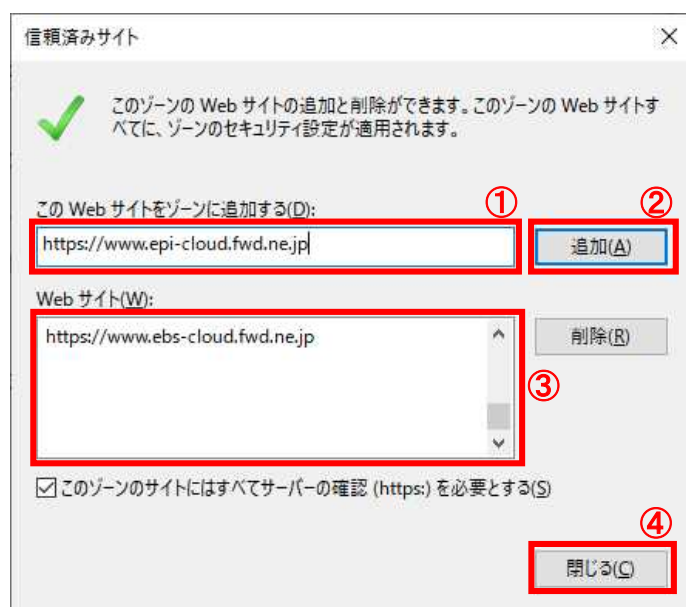 信頼済みサイト
このゾーンの Web サイトの追加と削除ができます。このゾーンの Web サイトす
べてに、ゾーンのセキュリティ設定が適用されます。
この Web サイトをゾーンに追加する(D):
①
②
https://www.epi-cloud.fwd.ne.jp
追加(A)
Web サイト(W):
https://www.ebs-cloud.fwd.ne.jp
削除(R)
③
このゾーンのサイトにはすべてサーバーの確認 (https:) を必要とする(S)
④
閉じる(C)